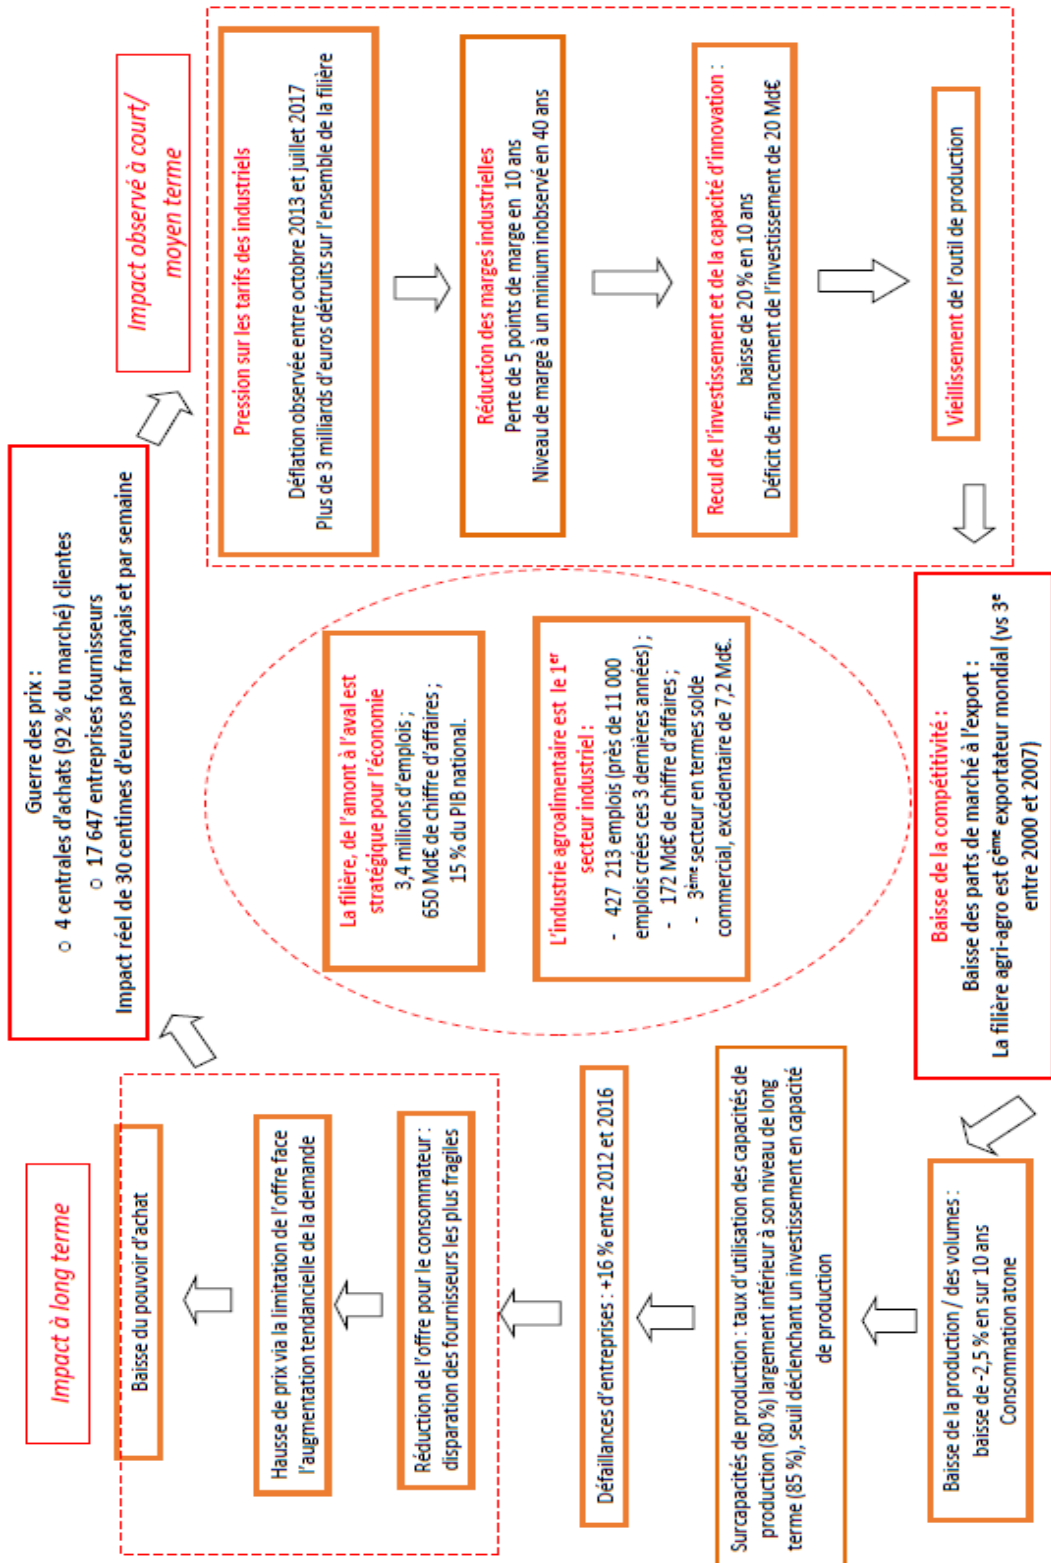 Impact à long terme
Baisse du pouvoir d'achat
Hausse de prix via la limitation de l'offre face
l'augmentation tendancielle de la demande
Réduction de l'offre pour le consommateur :
disparation des fournisseurs les plus fragiles
Défaillances d'entreprises : +16 % entre 2012 et 2016
Surcapacités de production : taux d'utilisation des capacités de
production (80 %) largement inférieur à son niveau de long
terme (85 %), seuil déclenchant un investissement en capacité
de production
Baisse de la production / des volumes :
baisse de -2,5 % en sur 10 ans
Consommation atone
Guerre des prix :
○ 4 centrales d'achats (92 % du marché) clientes
○ 17 647 entreprises fournisseurs
Impact réel de 30 centimes d'euros par français et par semaine
La filière, de l'amont à l'aval est
stratégique pour l'économie
3,4 millions d'emplois ;
650 Md€ de chiffre d'affaires ;
15 % du PIB national.
L'industrie agroalimentaire est le 1er
secteur industriel :
- 427 213 emplois (près de 11 000
emplois crées ces 3 dernières années) ;
- 172 Md€ de chiffre d'affaires ;
- 3ème secteur en termes solde
commercial, excédentaire de 7,2 Md€.
Baisse de la compétitivité :
Baisse des parts de marché à l'export :
La filière agri-agro est 6ème exportateur mondial (vs 3e
entre 2000 et 2007)
Impact observé à court/
moyen terme
Pression sur les tarifs des industriels
Déflation observée entre octobre 2013 et juillet 2017
Plus de 3 milliards d'euros détruits sur l'ensemble de la filière
Réduction des marges industrielles
Perte de 5 points de marge en 10 ans
Niveau de marge à un minimum inobservé en 40 ans
Recul de l'investissement et de la capacité d'innovation :
baisse de 20 % en 10 ans
Déficit de financement de l'investissement de 20 Md€
Vieillissement de l'outil de production